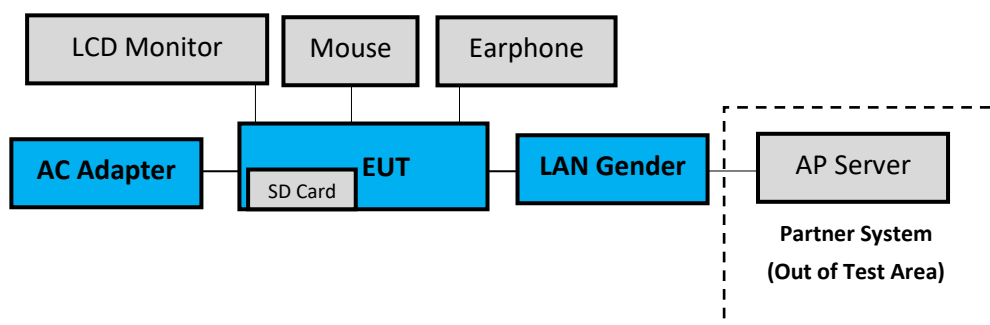 LCD Monitor
Mouse
Earphone
AC Adapter
EUT
SD Card
LAN Gender
AP Server
Partner System
(Out of Test Area)